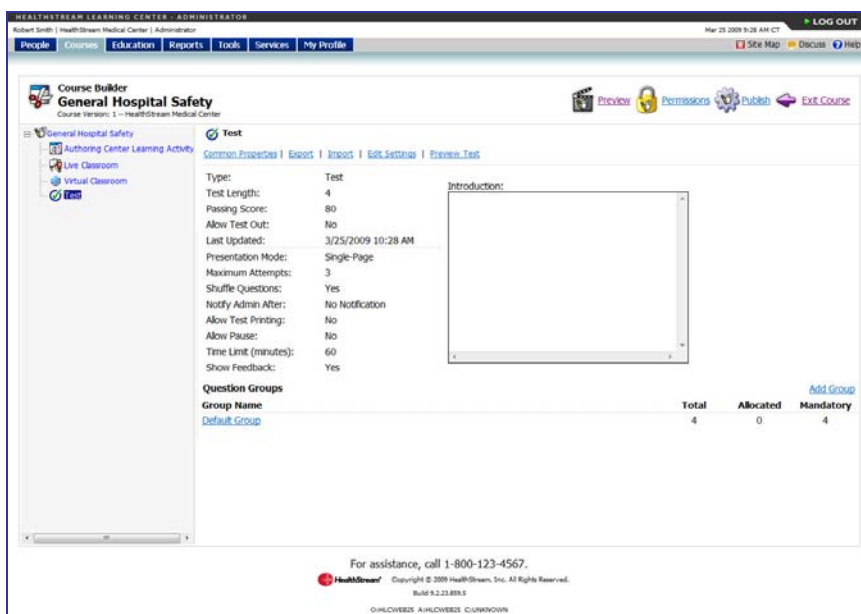 HEALTHSTREAM LEARNING CENTER - ADMINISTRATOR
LOG OUT
Robert Smith | HealthStream Medical Center | Administrator
Mar 25 2009 9:28 AM CT
People Courses Education Reports Tools Services My Profile
Site Map Discuss Help
Course Builder
General Hospital Safety
Course Version: 1 -- HealthStream Medical Center
Preview Permissions Publish Exit Course
General Hospital Safety
Authoring Center Learning Activity
Live Classroom
Virtual Classroom
Test
Test
Common Properties | Export | Import | Edit Settings | Preview Test
Type: Test
Test Length: 4
Passing Score: 80
Allow Test Out: No
Last Updated: 3/25/2009 10:28 AM
Presentation Mode: Single-Page
Maximum Attempts: 3
Shuffle Questions: Yes
Notify Admin After: No Notification
Allow Test Printing: No
Allow Pause: No
Time Limit (minutes): 60
Show Feedback: Yes
Introduction:
Question Groups
Add Group
Group Name Total Allocated Mandatory
Default Group 4 0 4
For assistance, call 1-800-123-4567.
HealthStream Copyright © 2009 HealthStream, Inc. All Rights Reserved.
Build 9.2.23.859.5
O:HLCWEB25 A:HLCWEB25 C:UNKNOWN